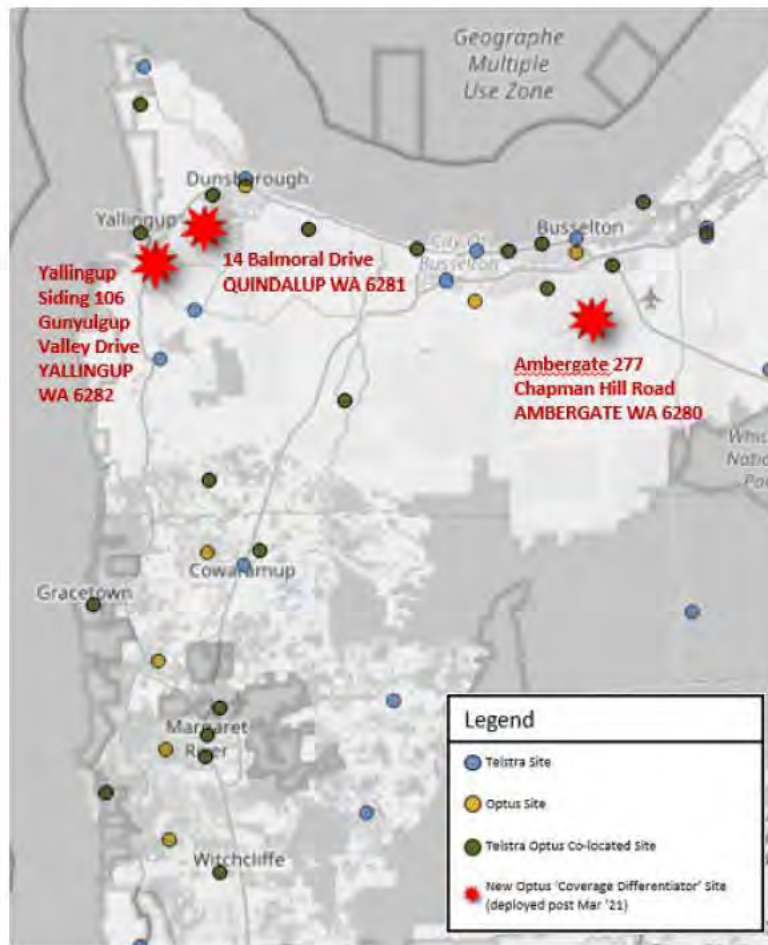 Geographe
Multiple
Use Zone
Dunsborough
Yallingup
City Of
Busselton
Busselton
14 Balmoral Drive
QUINDALUP WA 6281
Yallingup
Siding 106
Gunyulgup
Valley Drive
YALLINGUP
WA 6282
Ambergate 277
Chapman Hill Road
AMBERGATE WA 6280
Cowaramup
Gracetown
Margaret
River
Witchcliffe
Legend
Telstra Site
Optus Site
Telstra Optus Co-located Site
New Optus 'Coverage Differentiator' Site
(deployed post Mar '21)